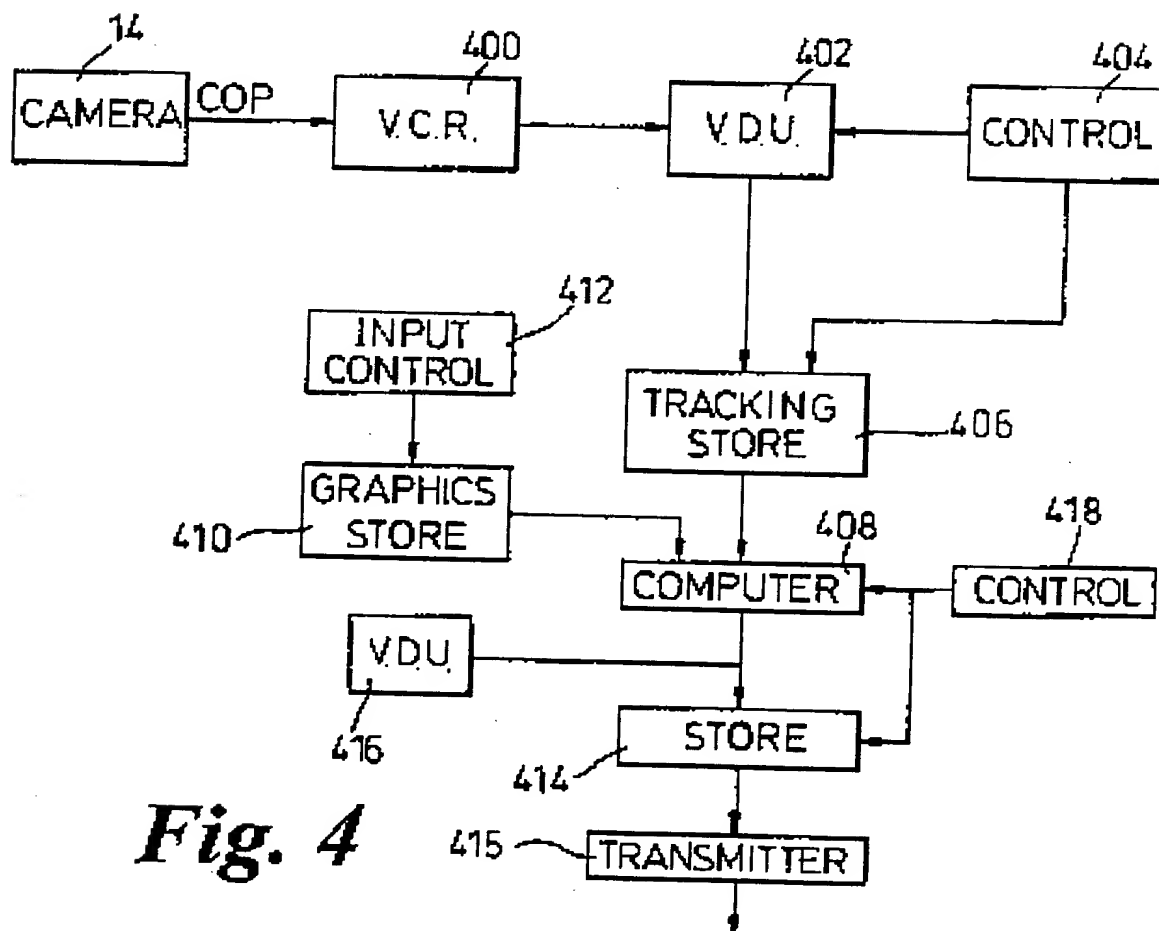 14
400
402
404
CAMERA
COP
V.C.R.
V.D.U.
CONTROL
412
INPUT
CONTROL
TRACKING
STORE
406
GRAPHICS
STORE
410
408
418
COMPUTER
CONTROL
V.D.U.
416
STORE
414
Fig. 4
415
TRANSMITTER